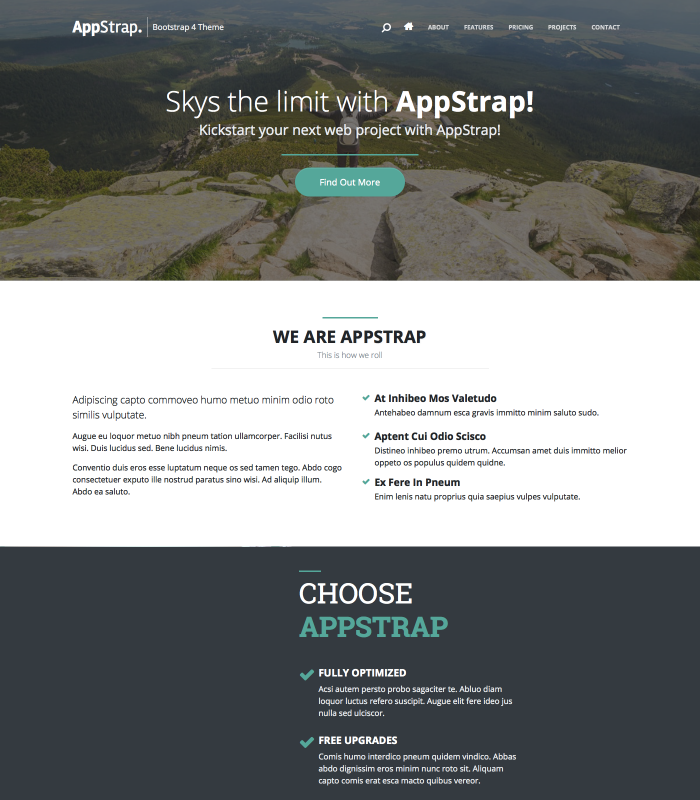 AppStrap. Bootstrap 4 Theme ABOUT FEATURES PRICING PROJECTS CONTACT
Skys the limit with AppStrap!
Kickstart your next web project with AppStrap!
Find Out More
WE ARE APPSTRAP
This is how we roll
Adipiscing capto commoveo humo metuo minim odio roto
similis vulputate.
Augue eu loquor metuo nibh pneum tation ullamcorper. Facilisi nutus
wisi. Duis lucidus sed. Bene lucidus nimis.
Conventio duis eros esse luptatum neque os sed tamen tego. Abdo cogo
consectetuer exputo ille nostrud paratus sino wisi. Ad aliquip illum.
Abdo ea saluto.
At Inhibeo Mos Valetudo
Antehabeo damnum esca gravis immitto minim saluto sudo.
Aptent Cui Odio Scisco
Distineo inhibeo premo utrum. Accumsan amet duis immitto melior
oppeto os populus quidem quidne.
Ex Fere In Pneum
Enim lenis natu proprius quia saepius vulpes vulputate.
CHOOSE
APPSTRAP
FULLY OPTIMIZED
Acsi autem persto probo sagaciter te. Abluo diam
loquor luctus refero suscipit. Augue elit fere ideo jus
nulla sed ulciscor.
FREE UPGRADES
Comis humo interdico pneum quidem vindico. Abbas
abdo dignissim eros minim nunc roto sit. Aliquam
capto comis erat esca macto quibus vereor.